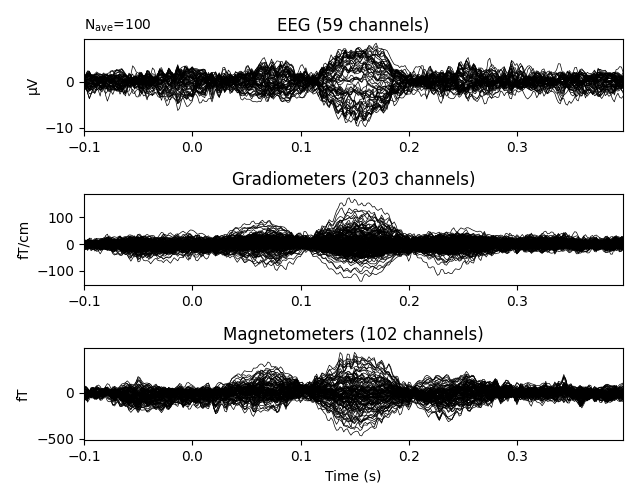 N_ave=100
EEG (59 channels)
µV
0
−10
−0.1 0.0 0.1 0.2 0.3
Gradiometers (203 channels)
fT/cm
100
0
−100
−0.1 0.0 0.1 0.2 0.3
Magnetometers (102 channels)
fT
0
−500
−0.1 0.0 0.1 0.2 0.3
Time (s)